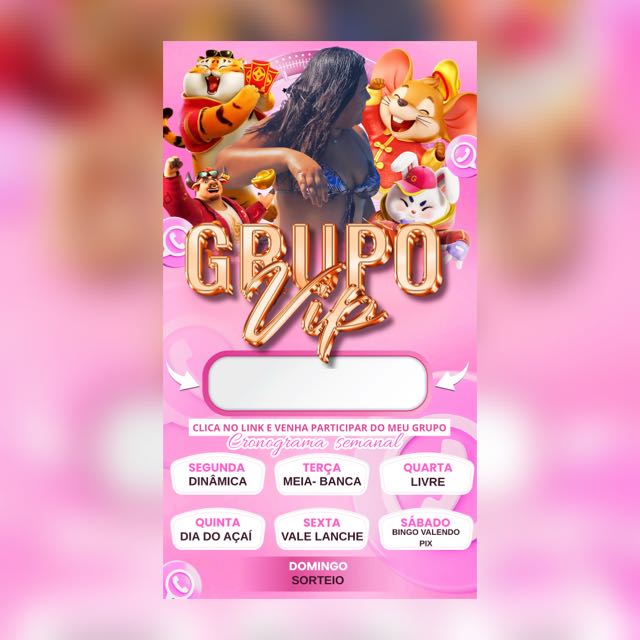 GRUPO
Vip
CLICA NO LINK E VENHA PARTICIPAR DO MEU GRUPO
Cronograma semanal
SEGUNDA
DINÂMICA
TERÇA
MEIA- BANCA
QUARTA
LIVRE
QUINTA
DIA DO AÇAÍ
SEXTA
VALE LANCHE
SÁBADO
BINGO VALENDO
PIX
DOMINGO
SORTEIO